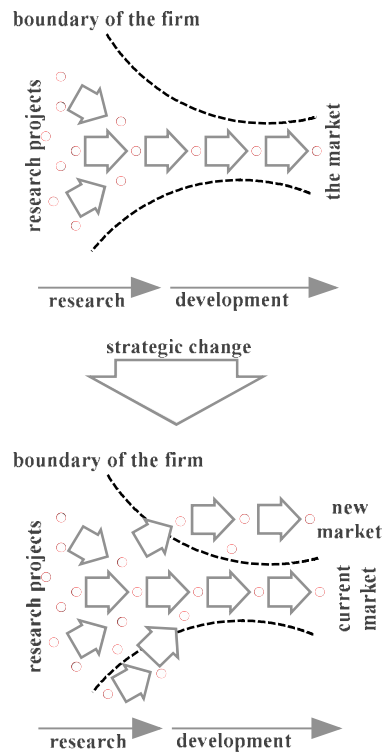 boundary of the firm
research projects
the market
research
development
strategic change
boundary of the firm
research projects
new
market
current
market
research
development